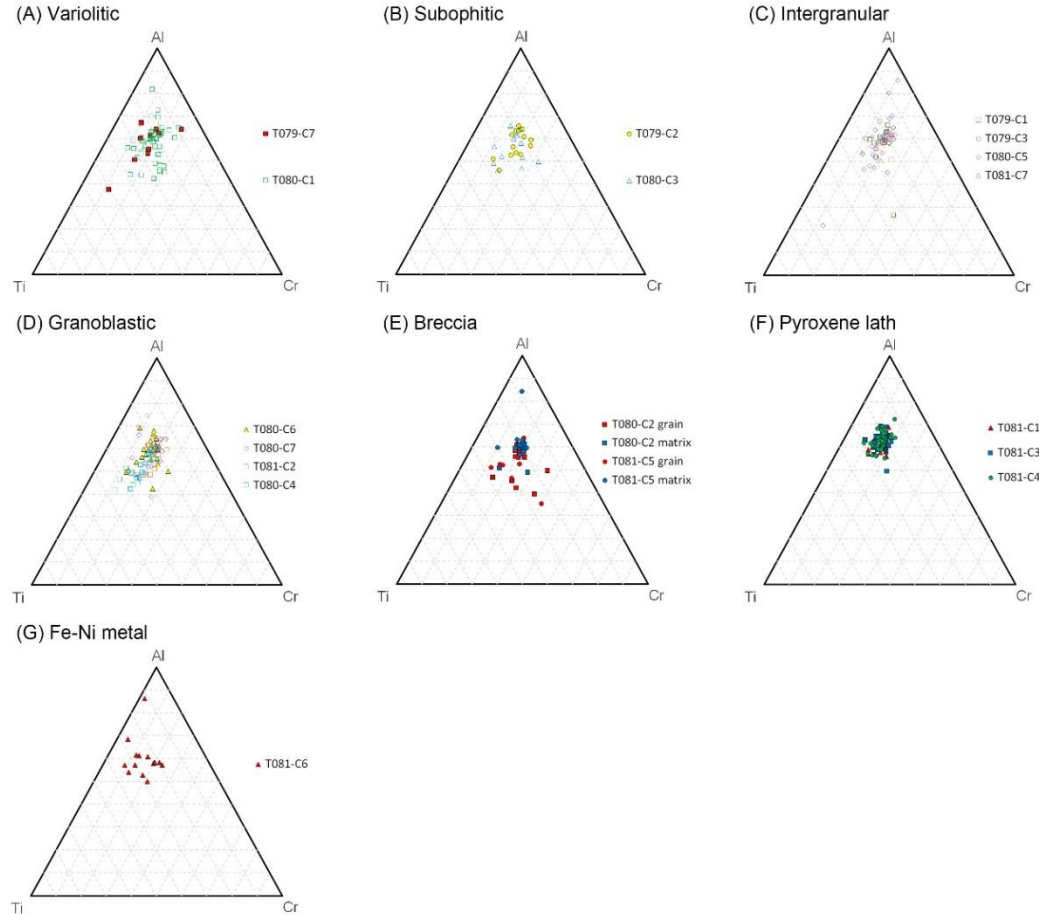 (A) Variolitic
Al
T079-C7
T080-C1
Ti
Cr
(B) Subophitic
Al
T079-C2
T080-C3
Ti
Cr
(C) Intergranular
Al
T079-C1
T079-C3
T080-C5
T081-C7
Ti
Cr
(D) Granoblastic
Al
T080-C6
T080-C7
T081-C2
T080-C4
Ti
Cr
(E) Breccia
Al
T080-C2 grain
T080-C2 matrix
T081-C5 grain
T081-C5 matrix
Ti
Cr
(F) Pyroxene lath
Al
T081-C1
T081-C3
T081-C4
Ti
Cr
(G) Fe-Ni metal
Al
T081-C6
Ti
Cr